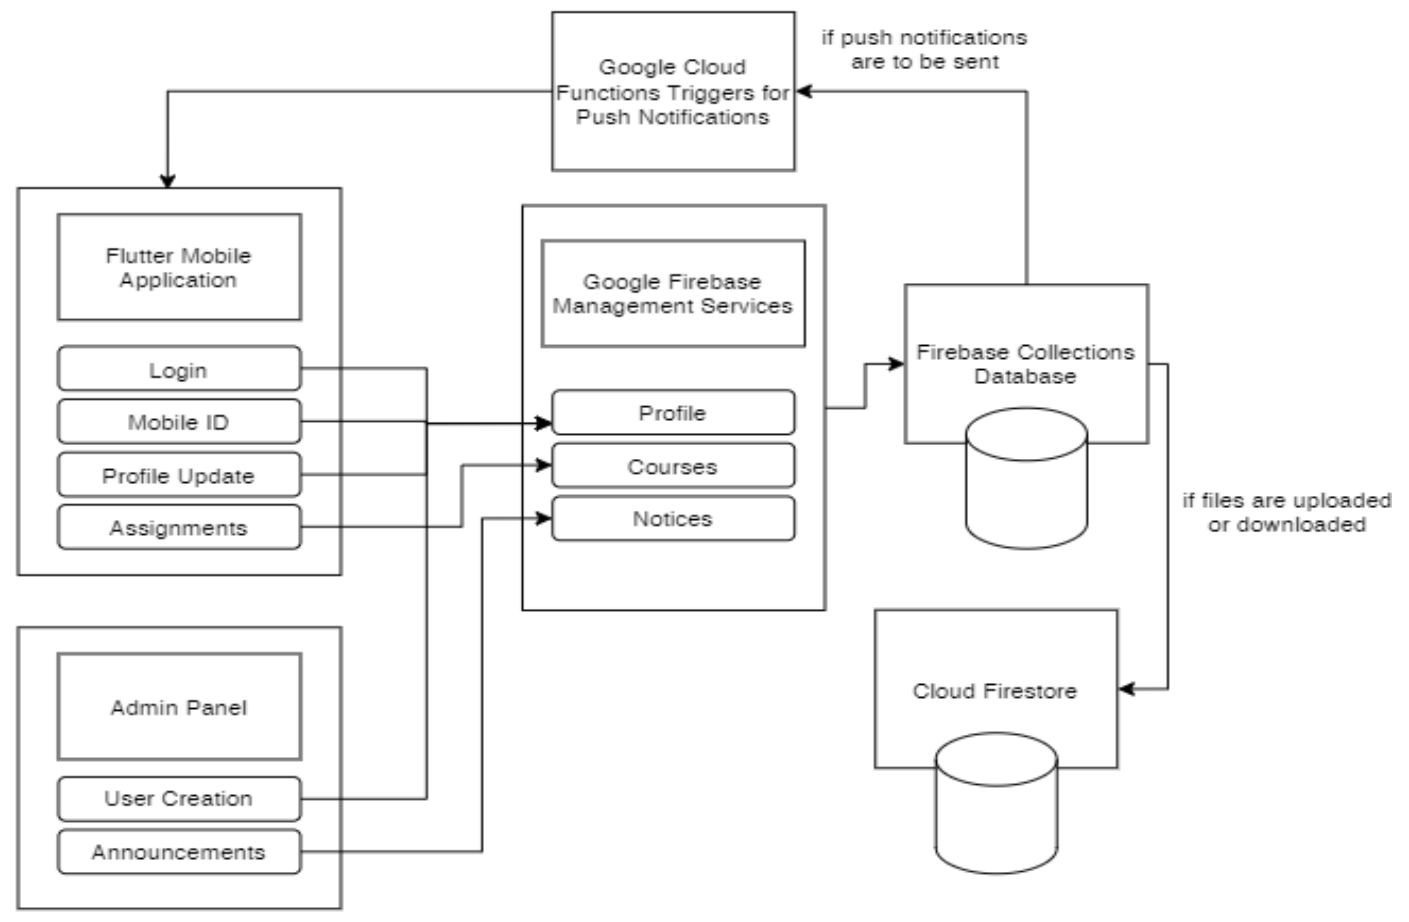 Google Cloud
Functions Triggers for
Push Notifications
if push notifications
are to be sent
Flutter Mobile
Application
Login
Mobile ID
Profile Update
Assignments
Google Firebase
Management Services
Profile
Courses
Notices
Firebase Collections
Database
if files are uploaded
or downloaded
Cloud Firestore
Admin Panel
User Creation
Announcements